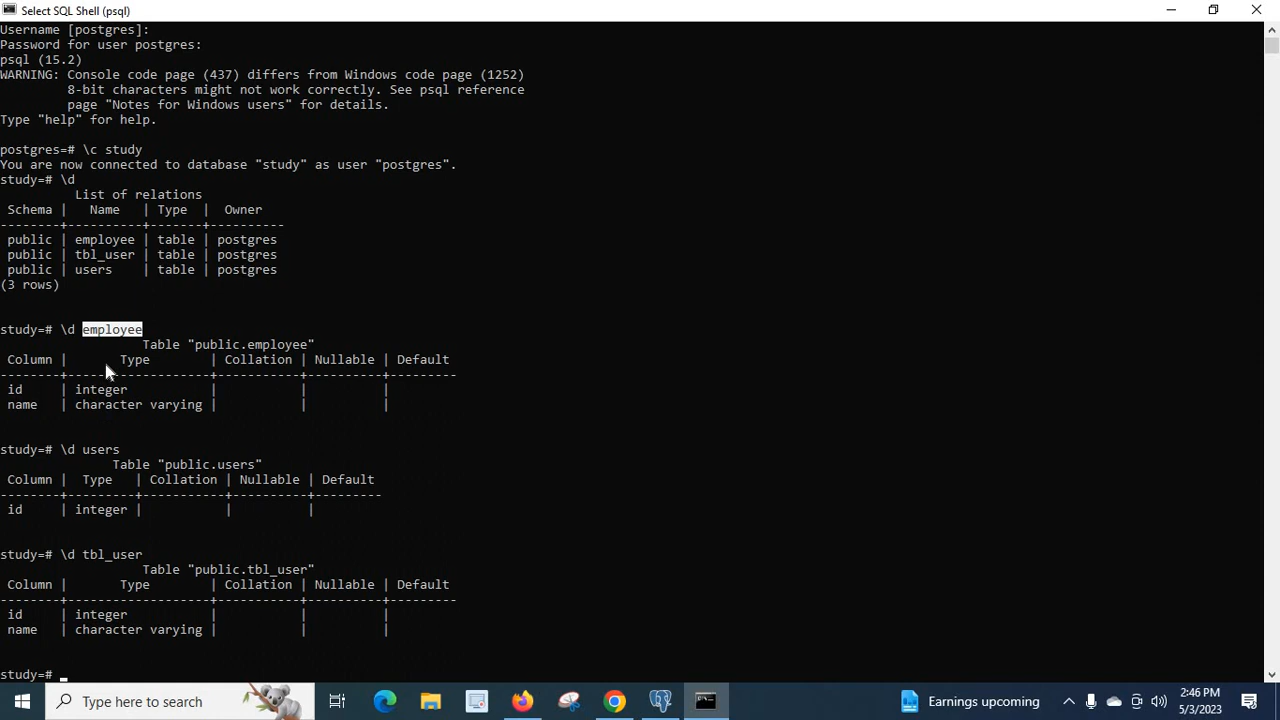 Select SQL Shell (psql)
Username [postgres]:
Password for user postgres:
psql (15.2)
WARNING: Console code page (437) differs from Windows code page (1252)
         8-bit characters might not work correctly. See psql reference
         page "Notes for Windows users" for details.
Type "help" for help.
postgres=# \c study
You are now connected to database "study" as user "postgres".
study=# \d
          List of relations
 Schema |   Name   | Type  |  Owner
--------+----------+-------+----------
 public | employee | table | postgres
 public | tbl_user | table | postgres
 public | users    | table | postgres
(3 rows)
study=# \d employee
                   Table "public.employee"
 Column |       Type        | Collation | Nullable | Default
--------+-------------------+-----------+----------+---------
 id     | integer           |           |          |
 name   | character varying |           |          |
study=# \d users
               Table "public.users"
 Column |  Type   | Collation | Nullable | Default
--------+---------+-----------+----------+---------
 id     | integer |           |          |
study=# \d tbl_user
                   Table "public.tbl_user"
 Column |       Type        | Collation | Nullable | Default
--------+-------------------+-----------+----------+---------
 id     | integer           |           |          |
 name   | character varying |           |          |
study=#
Type here to search
Earnings upcoming
2:46 PM
5/3/2023